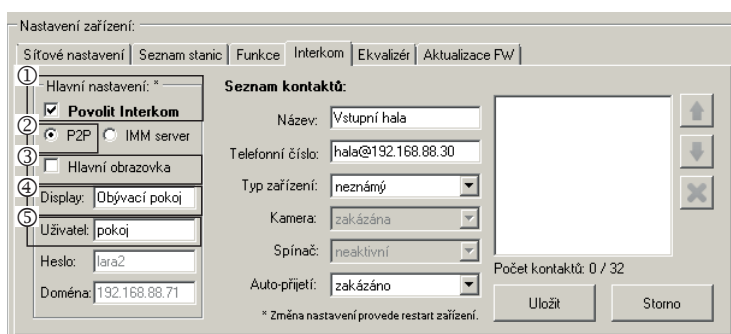 Nastavení zařízení:
Síťové nastavení Seznam stanic Funkce Interkom Ekvalizér Aktualizace FW
① Hlavní nastavení: *
Povolit Interkom
② P2P IMM server
③ Hlavní obrazovka
④ Display: Obývací pokoj
⑤ Uživatel: pokoj
Heslo: lara2
Doména: 192.168.88.71
Seznam kontaktů:
Název: Vstupní hala
Telefonní číslo: hala@192.168.88.30
Typ zařízení: neznámý
Kamera: zakázána
Spínač: neaktivní
Auto-přijetí: zakázáno
* Změna nastavení provede restart zařízení.
Počet kontaktů: 0 / 32
Uložit Storno